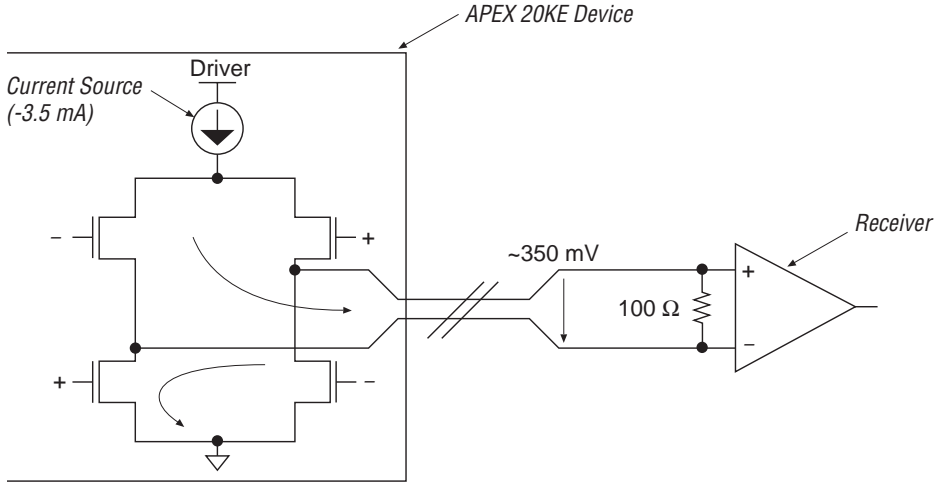 APEX 20KE Device
Driver
Current Source
(-3.5 mA)
–
+
Receiver
~350 mV
+
100 Ω
–
+
–